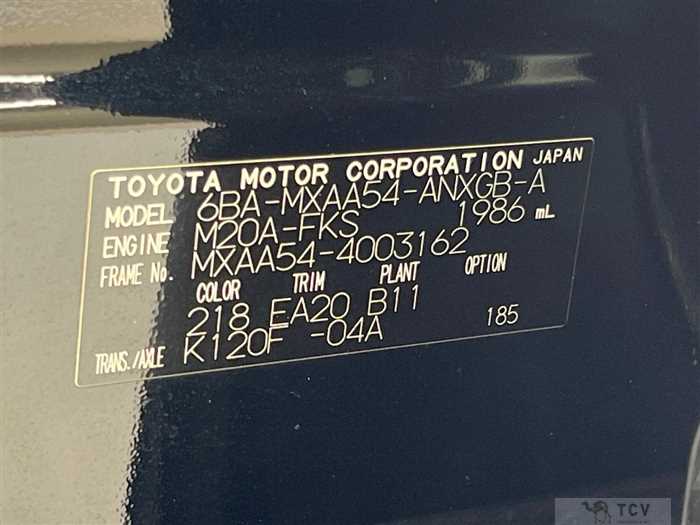 TOYOTA MOTOR CORPORATION JAPAN
MODEL 6BA-MXAA54-ANXGB-A
ENGINE M20A-FKS 1986 mL
FRAME No. MXAA54-4003162
COLOR TRIM PLANT OPTION
218 EA20 B11
TRANS./AXLE K120F -04A 185
TCV